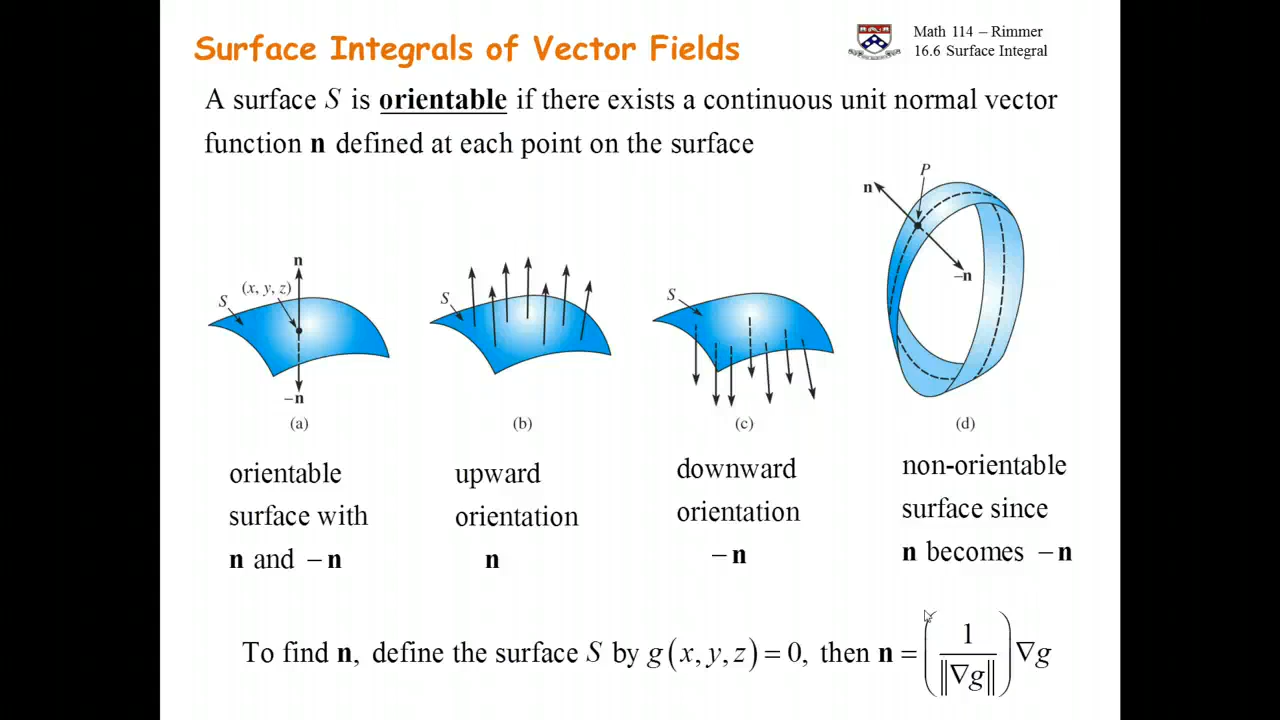 Surface Integrals of Vector Fields
Math 114 – Rimmer
16.6 Surface Integral
A surface S is orientable if there exists a continuous unit normal vector
function n defined at each point on the surface
n
(x, y, z)
S
−n
(a)
S
(b)
S
(c)
P
n
−n
(d)
orientable
surface with
n and −n
upward
orientation
n
downward
orientation
−n
non-orientable
surface since
n becomes −n
To find n, define the surface S by g(x, y, z) = 0, then n = (1/‖∇g‖)∇g